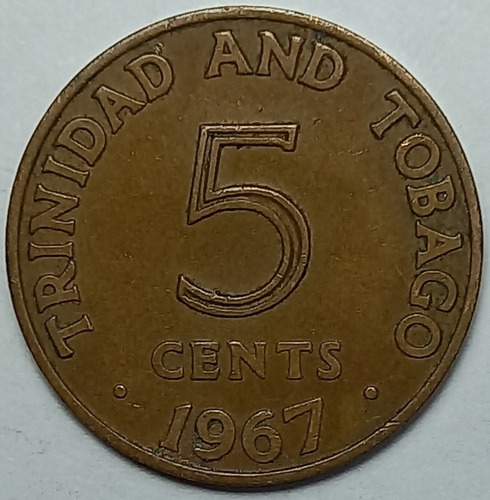 TRINIDAD AND TOBAGO
5
CENTS
1967